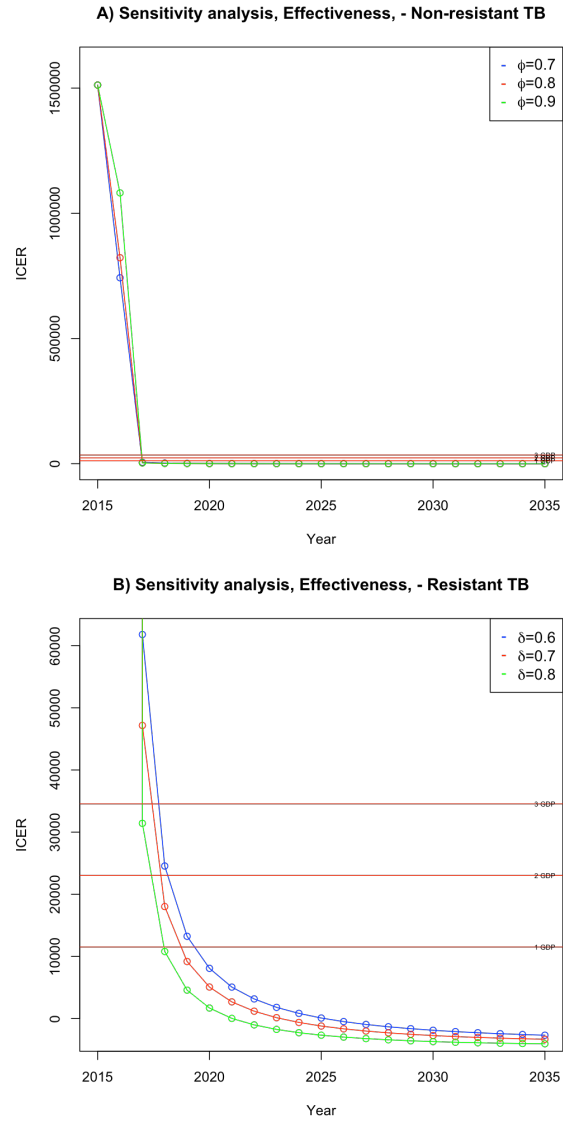 A) Sensitivity analysis, Effectiveness, - Non-resistant TB
ϕ=0.7
ϕ=0.8
ϕ=0.9
1500000
1000000
500000
0
ICER
2015 2020 2025 2030 2035
Year
B) Sensitivity analysis, Effectiveness, - Resistant TB
δ=0.6
δ=0.7
δ=0.8
60000
50000
40000
30000
20000
10000
0
ICER
3 GDP
2 GDP
1 GDP
2015 2020 2025 2030 2035
Year